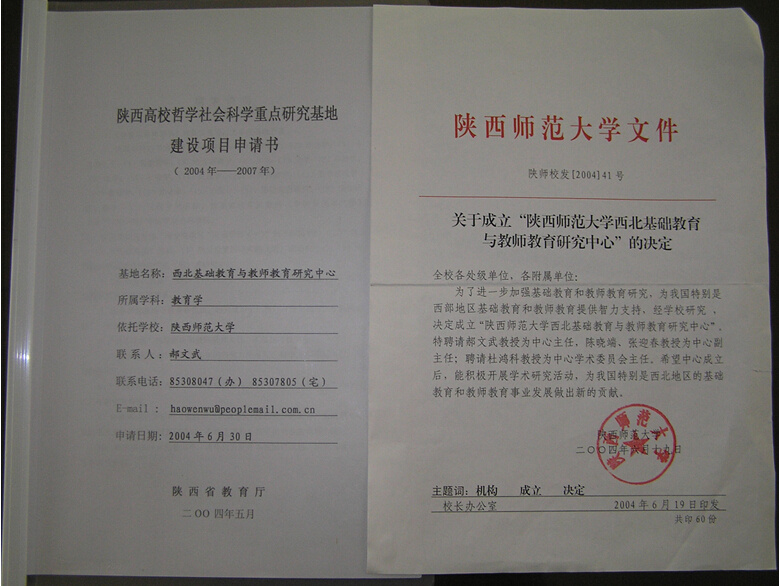 陕西高校哲学社会科学重点研究基地
建设项目申请书
（2004年——2007年）
基地名称：西北基础教育与教师教育研究中心
所属学科：教育学
依托学校：陕西师范大学
联系人：郝文武
联系电话：85308047（办） 85307805（宅）
E-mail：haowenwu@peoplemail.com.cn
申请日期：2004年6月30日
陕西省教育厅
二OO四年五月
陕西师范大学文件
陕师校发[2004]41号
关于成立“陕西师范大学西北基础教育
与教师教育研究中心”的决定
全校各处级单位，各附属单位：
为了进一步加强基础教育和教师教育研究，为我国特别是
西部地区基础教育和教师教育提供智力支持，经学校研究，
决定成立“陕西师范大学西北基础教育与教师教育研究中心”，
特聘请郝文武教授为中心主任，陈晓端、张迎春教授为中心副
主任；聘请杜鸿科教授为中心学术委员会主任。希望中心成立
后，能积极开展学术研究活动，为我国特别是西北地区的基础
教育和教师教育事业发展做出新的贡献。
陕西师范大学
二〇〇四年六月十九日
陕西师范大学
主题词：机构 成立 决定
校长办公室 2004年6月19日印发
共印60份